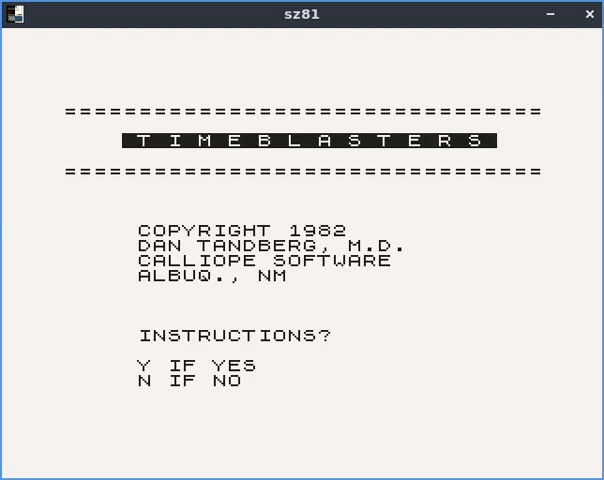 sz81
================================
T I M E B L A S T E R S
================================
COPYRIGHT 1982
DAN TANDBERG, M.D.
CALLIOPE SOFTWARE
ALBUQ., NM
INSTRUCTIONS?
Y IF YES
N IF NO